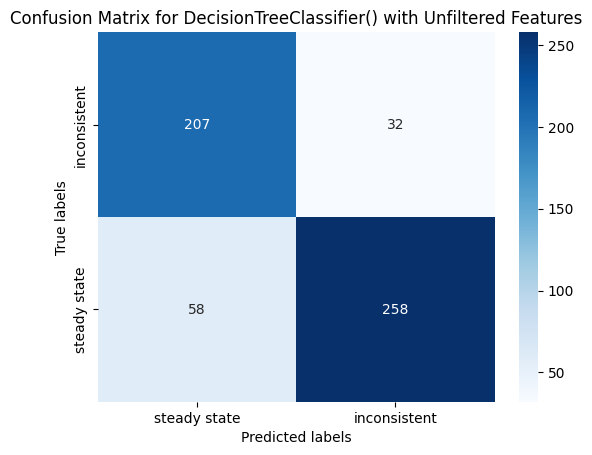 Confusion Matrix for DecisionTreeClassifier() with Unfiltered Features
True labels
inconsistent
steady state
207
32
58
258
steady state
inconsistent
Predicted labels
250
200
150
100
50